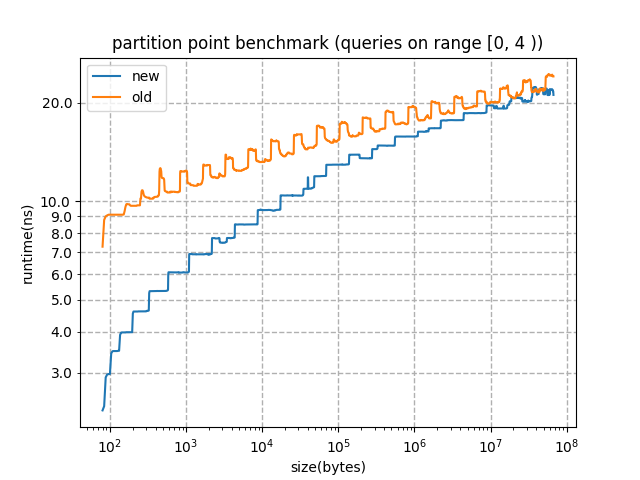 partition point benchmark (queries on range [0, 4 ))
new
old
20.0
10.0
9.0
8.0
7.0
6.0
5.0
4.0
3.0
runtime(ns)
10² 10³ 10⁴ 10⁵ 10⁶ 10⁷ 10⁸
size(bytes)